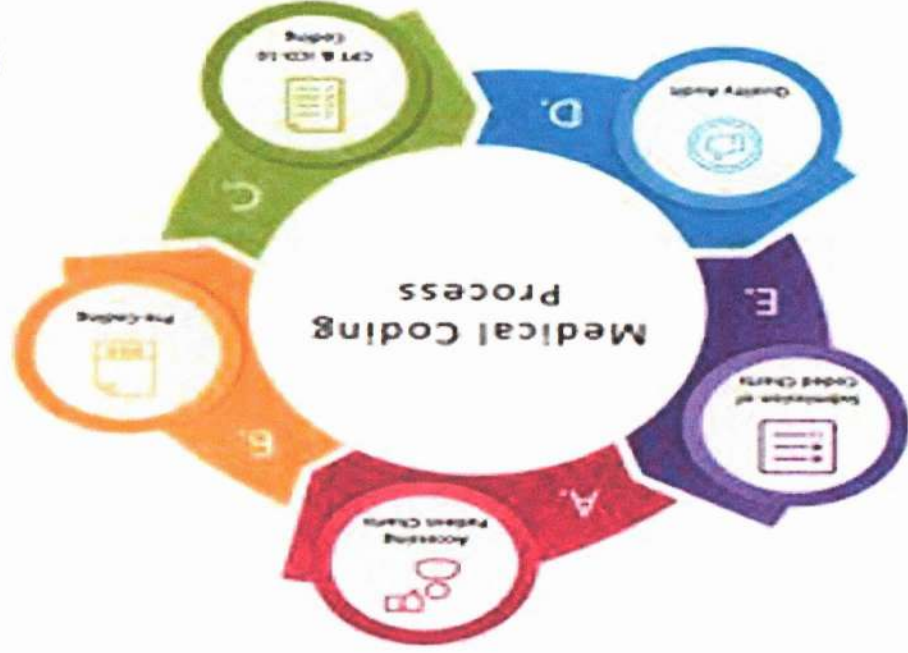 Medical Coding
Process
A.
Accessing
Patient Charts
B.
Pre-Coding
C.
CPT & ICD-10
Coding
D.
Quality Audit
E.
Submission of
Coded Charts